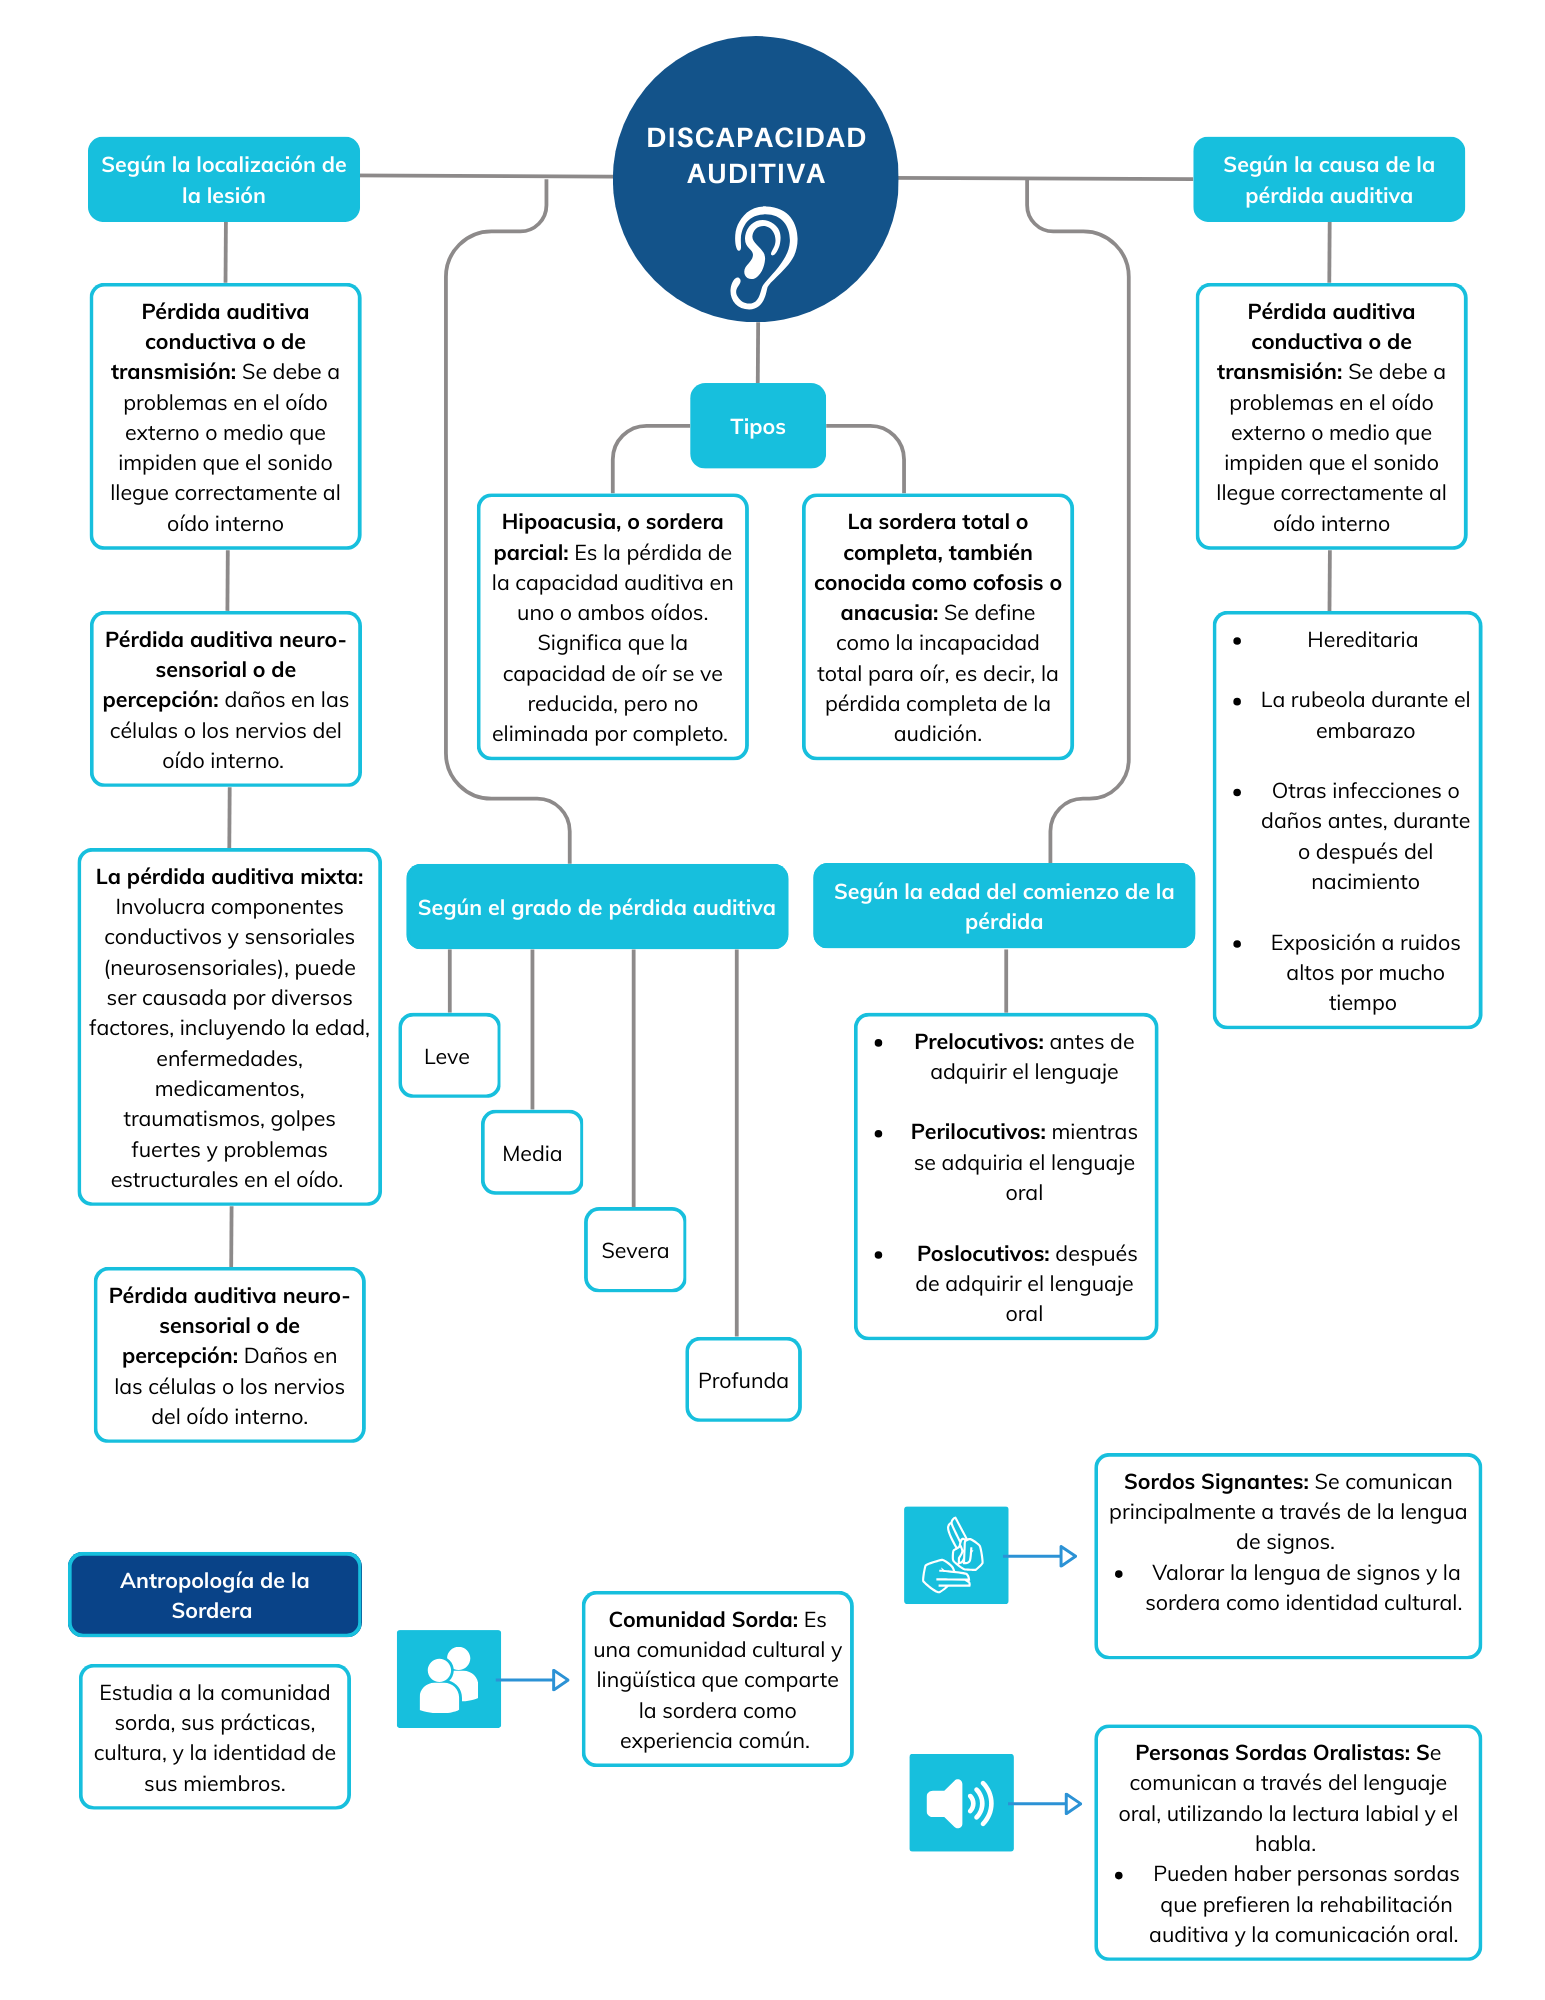 DISCAPACIDAD
AUDITIVA
Según la localización de
la lesión
Pérdida auditiva
conductiva o de
transmisión: Se debe a
problemas en el oído
externo o medio que
impiden que el sonido
llegue correctamente al
oído interno
Pérdida auditiva neuro-
sensorial o de
percepción: daños en las
células o los nervios del
oído interno.
La pérdida auditiva mixta:
Involucra componentes
conductivos y sensoriales
(neurosensoriales), puede
ser causada por diversos
factores, incluyendo la edad,
enfermedades,
medicamentos,
traumatismos, golpes
fuertes y problemas
estructurales en el oído.
Pérdida auditiva neuro-
sensorial o de
percepción: Daños en
las células o los nervios
del oído interno.
Tipos
Hipoacusia, o sordera
parcial: Es la pérdida de
la capacidad auditiva en
uno o ambos oídos.
Significa que la
capacidad de oír se ve
reducida, pero no
eliminada por completo.
La sordera total o
completa, también
conocida como cofosis o
anacusia: Se define
como la incapacidad
total para oír, es decir, la
pérdida completa de la
audición.
Según el grado de pérdida auditiva
Leve
Media
Severa
Profunda
Según la edad del comienzo de la
pérdida
• Prelocutivos: antes de
adquirir el lenguaje
• Perilocutivos: mientras
se adquiria el lenguaje
oral
• Poslocutivos: después
de adquirir el lenguaje
oral
Según la causa de la
pérdida auditiva
Pérdida auditiva
conductiva o de
transmisión: Se debe a
problemas en el oído
externo o medio que
impiden que el sonido
llegue correctamente al
oído interno
• Hereditaria
• La rubeola durante el
embarazo
• Otras infecciones o
daños antes, durante
o después del
nacimiento
• Exposición a ruidos
altos por mucho
tiempo
Antropología de la
Sordera
Estudia a la comunidad
sorda, sus prácticas,
cultura, y la identidad de
sus miembros.
Comunidad Sorda: Es
una comunidad cultural y
lingüística que comparte
la sordera como
experiencia común.
Sordos Signantes: Se comunican
principalmente a través de la lengua
de signos.
• Valorar la lengua de signos y la
sordera como identidad cultural.
Personas Sordas Oralistas: Se
comunican a través del lenguaje
oral, utilizando la lectura labial y el
habla.
• Pueden haber personas sordas
que prefieren la rehabilitación
auditiva y la comunicación oral.